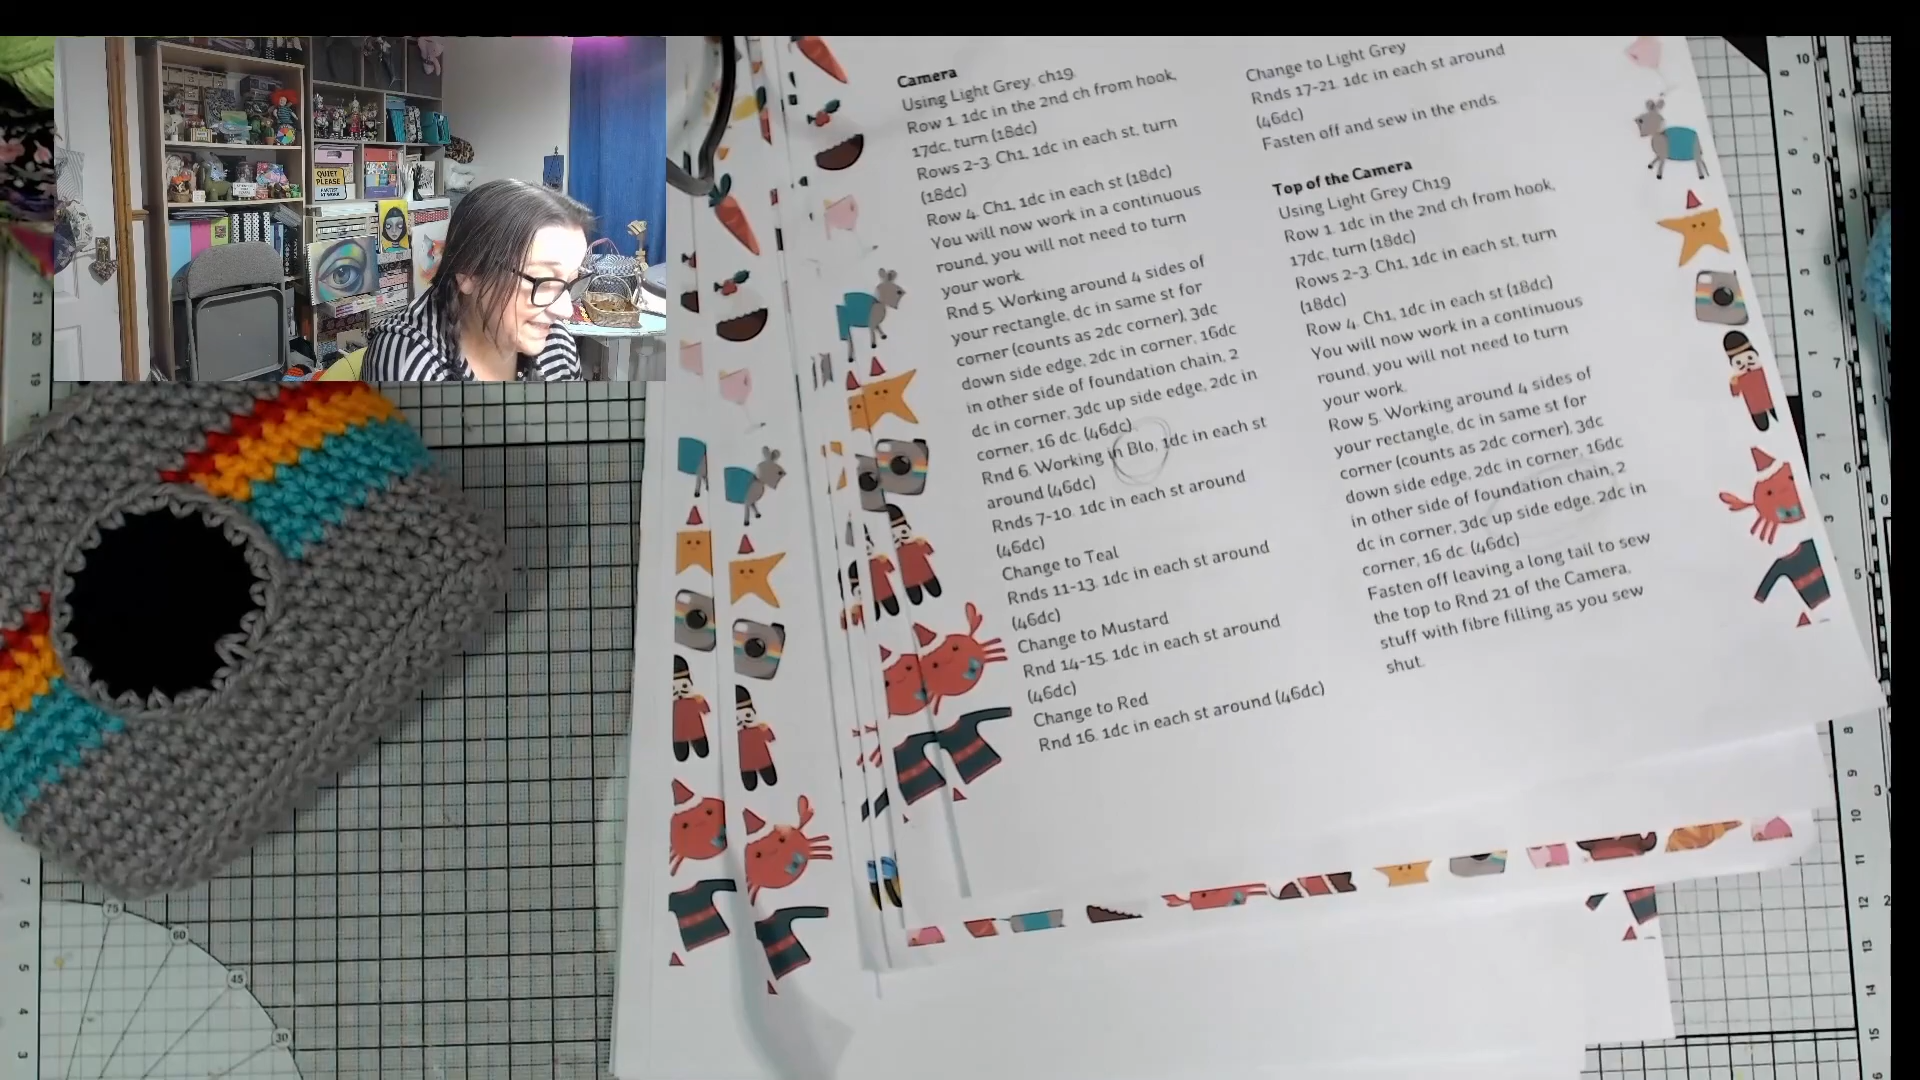 QUIET
PLEASE
Camera
Using Light Grey, ch19.
Row 1. 1dc in the 2nd ch from hook,
17dc, turn (18dc)
Rows 2-3. Ch1, 1dc in each st, turn
(18dc)
Row 4. Ch1, 1dc in each st (18dc)
You will now work in a continuous
round, you will not need to turn
your work.
Rnd 5. Working around 4 sides of
your rectangle, dc in same st for
corner (counts as 2dc corner), 3dc
down side edge, 2dc in corner, 16dc
in other side of foundation chain, 2
dc in corner, 3dc up side edge, 2dc in
corner, 16 dc. (46dc)
Rnd 6. Working in Blo, 1dc in each st
around (46dc)
Rnds 7-10. 1dc in each st around
(46dc)
Change to Teal
Rnds 11-13. 1dc in each st around
(46dc)
Change to Mustard
Rnd 14-15. 1dc in each st around
(46dc)
Change to Red
Rnd 16. 1dc in each st around (46dc)
Change to Light Grey
Rnds 17-21. 1dc in each st around
(46dc)
Fasten off and sew in the ends.
Top of the Camera
Using Light Grey Ch19
Row 1. 1dc in the 2nd ch from hook,
17dc, turn (18dc)
Rows 2-3. Ch1, 1dc in each st, turn
(18dc)
Row 4. Ch1, 1dc in each st (18dc)
You will now work in a continuous
round, you will not need to turn
your work.
Row 5. Working around 4 sides of
your rectangle, dc in same st for
corner (counts as 2dc corner), 3dc
down side edge, 2dc in corner, 16dc
in other side of foundation chain, 2
dc in corner, 3dc up side edge, 2dc in
corner, 16 dc. (46dc)
Fasten off leaving a long tail to sew
the top to Rnd 21 of the Camera,
stuff with fibre filling as you sew
shut.
75
60
45
30